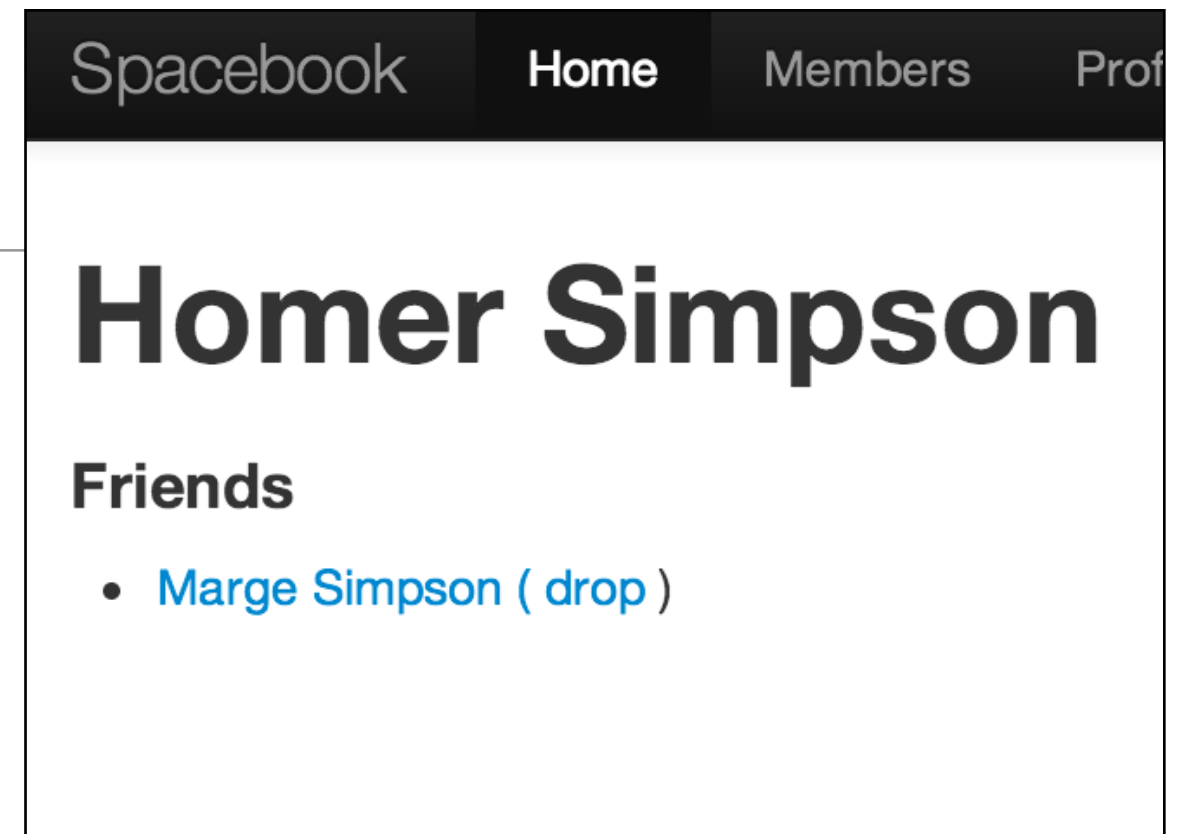 Spacebook Home Members Prof
Homer Simpson
Friends
• Marge Simpson ( drop )